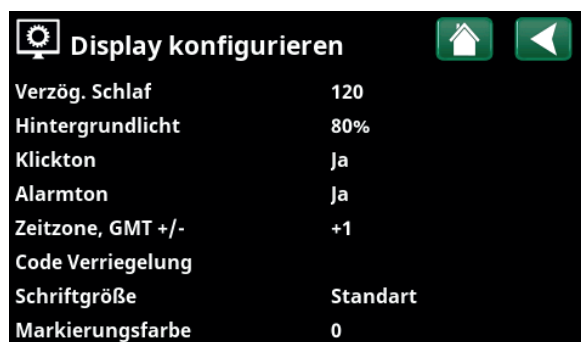 Display konfigurieren
Verzög. Schlaf 120
Hintergrundlicht 80%
Klickton Ja
Alarmton Ja
Zeitzone, GMT +/- +1
Code Verriegelung
Schriftgröße Standart
Markierungsfarbe 0